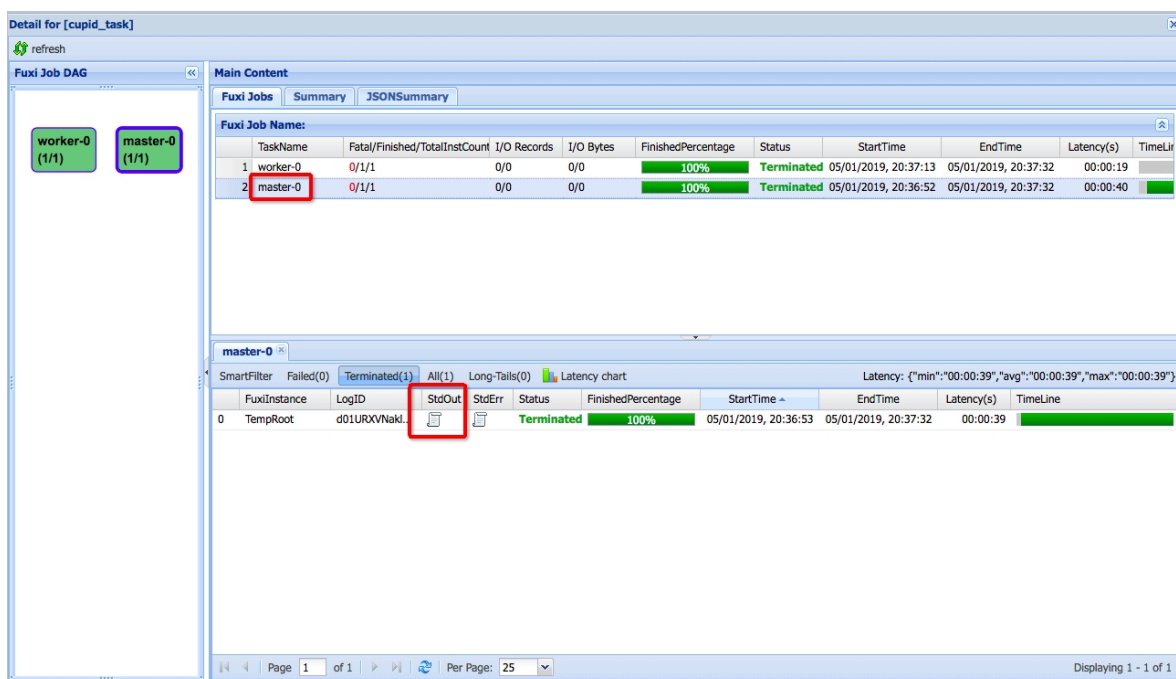 Detail for [cupid_task]
refresh
Fuxi Job DAG
worker-0
(1/1)
master-0
(1/1)
Main Content
Fuxi Jobs Summary JSONSummary
Fuxi Job Name:
TaskName Fatal/Finished/TotalInstCount I/O Records I/O Bytes FinishedPercentage Status StartTime EndTime Latency(s) TimeLin
1 worker-0 0/1/1 0/0 0/0 100% Terminated 05/01/2019, 20:37:13 05/01/2019, 20:37:32 00:00:19
2 master-0 0/1/1 0/0 0/0 100% Terminated 05/01/2019, 20:36:52 05/01/2019, 20:37:32 00:00:40
master-0
SmartFilter Failed(0) Terminated(1) All(1) Long-Tails(0) Latency chart Latency: {"min":"00:00:39","avg":"00:00:39","max":"00:00:39"}
FuxiInstance LogID StdOut StdErr Status FinishedPercentage StartTime EndTime Latency(s) TimeLine
0 TempRoot d01URXVNakl... Terminated 100% 05/01/2019, 20:36:53 05/01/2019, 20:37:32 00:00:39
Page 1 of 1 Per Page: 25 Displaying 1 - 1 of 1